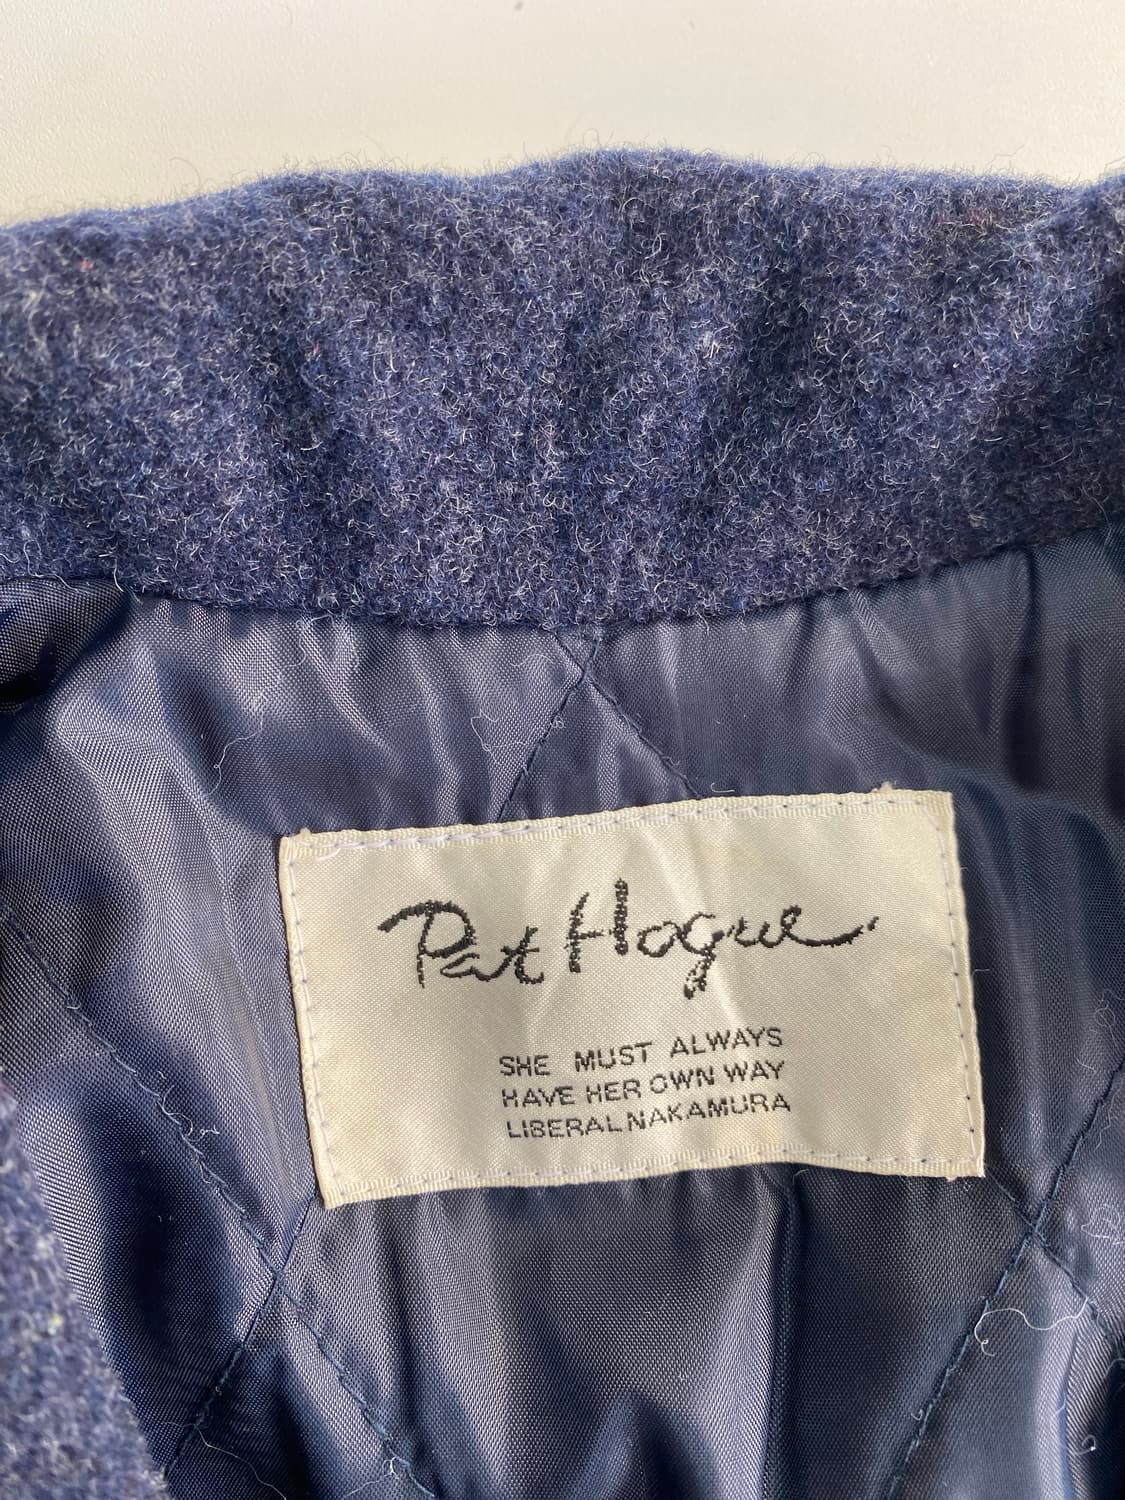 Pat Hogue
SHE MUST ALWAYS
HAVE HER OWN WAY
LIBERAL NAKAMURA